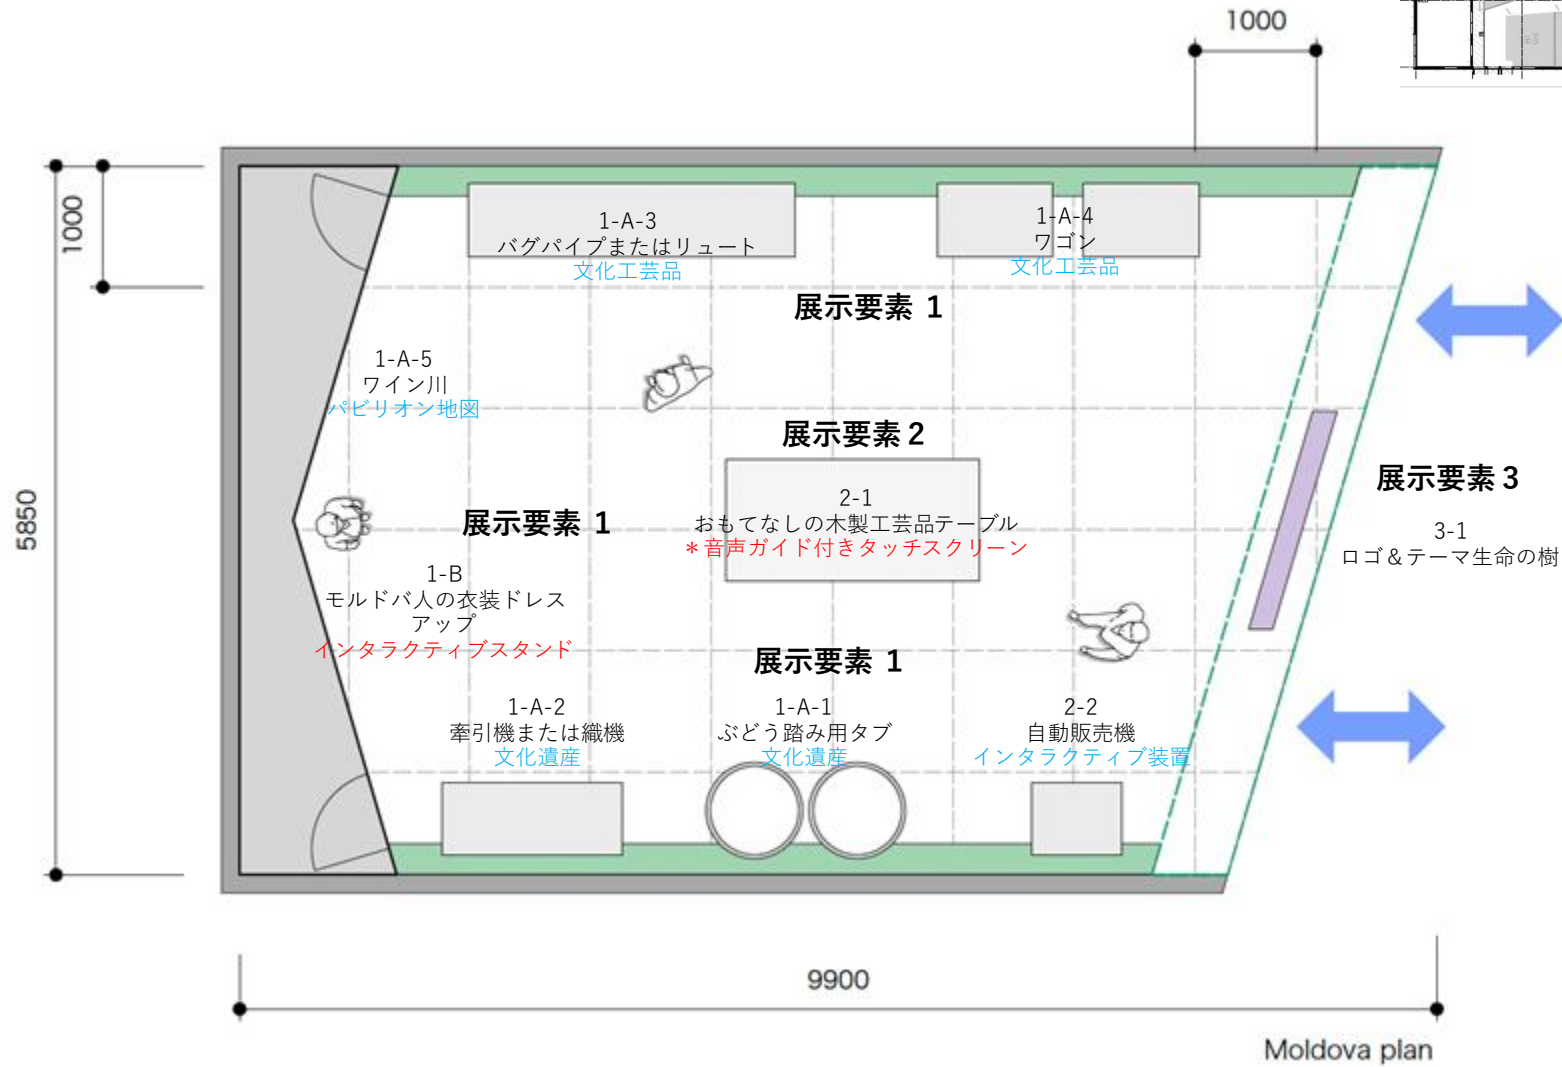 1000
1000
5850
1-A-3
バグパイプまたはリュート
文化工芸品
1-A-4
ワゴン
文化工芸品
展示要素 1
1-A-5
ワイン川
パビリオン地図
展示要素２
2-1
おもてなしの木製工芸品テーブル
＊音声ガイド付きタッチスクリーン
展示要素３
3-1
ロゴ＆テーマ生命の樹
展示要素 1
1-B
モルドバ人の衣装ドレス
アップ
インタラクティブスタンド
展示要素 1
1-A-2
牽引機または織機
文化遺産
1-A-1
ぶどう踏み用タブ
文化遺産
2-2
自動販売機
インタラクティブ装置
9900
Moldova plan